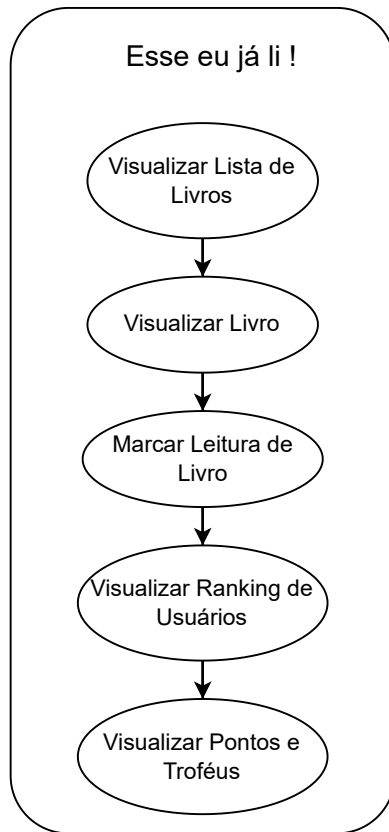 Esse eu já li !
Visualizar Lista de
Livros
Visualizar Livro
Marcar Leitura de
Livro
Visualizar Ranking de
Usuários
Visualizar Pontos e
Troféus